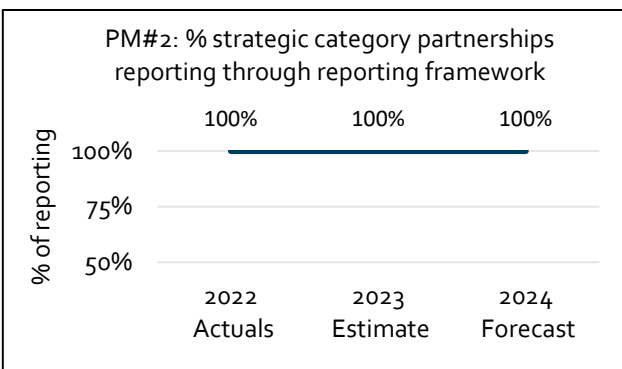 PM#2: % strategic category partnerships
reporting through reporting framework
100% 100% 100%
% of reporting
100%
75%
50%
2022 2023 2024
Actuals Estimate Forecast